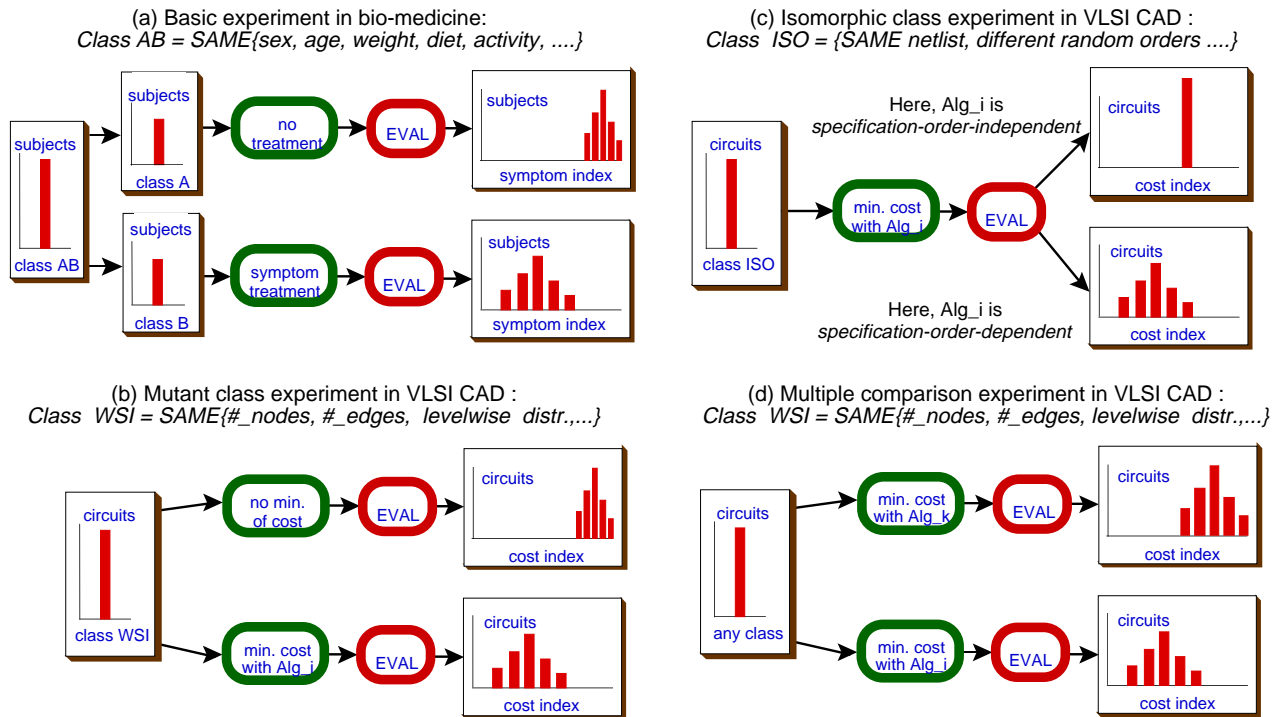 (a) Basic experiment in bio-medicine:
Class AB = SAME{sex, age, weight, diet, activity, ....}
subjects
class AB
subjects
class A
no
treatment
EVAL
subjects
symptom index
subjects
class B
symptom
treatment
EVAL
subjects
symptom index
(c) Isomorphic class experiment in VLSI CAD :
Class ISO = {SAME netlist, different random orders ....}
circuits
class ISO
min. cost
with Alg_i
EVAL
Here, Alg_i is
specification-order-independent
circuits
cost index
Here, Alg_i is
specification-order-dependent
circuits
cost index
(b) Mutant class experiment in VLSI CAD :
Class WSI = SAME{#_nodes, #_edges, levelwise distr.,...}
circuits
class WSI
no min.
of cost
EVAL
circuits
cost index
min. cost
with Alg_i
EVAL
circuits
cost index
(d) Multiple comparison experiment in VLSI CAD :
Class WSI = SAME{#_nodes, #_edges, levelwise distr.,...}
circuits
any class
min. cost
with Alg_k
EVAL
circuits
cost index
min. cost
with Alg_i
EVAL
circuits
cost index